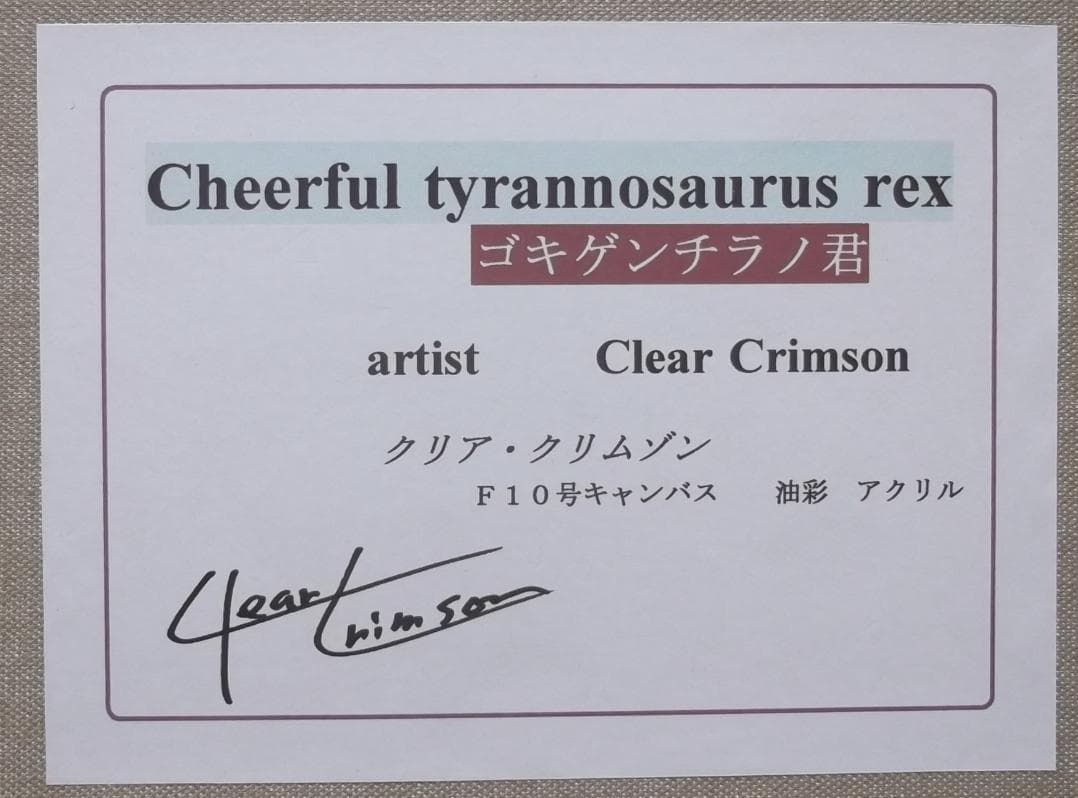 Cheerful tyrannosaurus rex
ゴキゲンチラノ君
artist　　Clear Crimson
クリア・クリムゾン
Ｆ１０号キャンバス　　油彩　アクリル
Clear Crimson